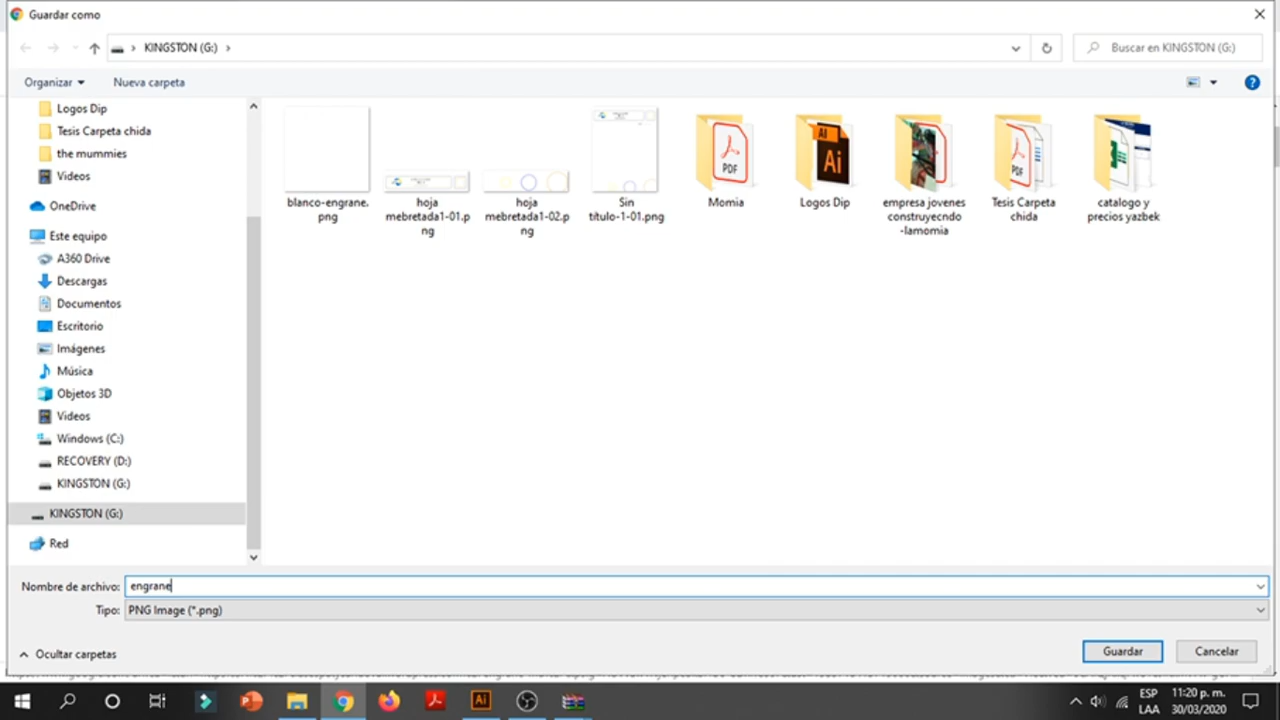 Guardar como
KINGSTON (G:)
Buscar en KINGSTON (G:)
Organizar
Nueva carpeta
Logos Dip
Tesis Carpeta chida
the mummies
Videos
OneDrive
Este equipo
A360 Drive
Descargas
Documentos
Escritorio
Imágenes
Música
Objetos 3D
Videos
Windows (C:)
RECOVERY (D:)
KINGSTON (G:)
KINGSTON (G:)
Red
blanco-engrane.
png
hoja
mebretada1-01.p
ng
hoja
mebretada1-02.p
ng
Sin
título-1-01.png
PDF
Momia
Ai
Ai
Logos Dip
empresa jovenes
construyecndo
-lamomia
PDF
Tesis Carpeta
chida
catalogo y
precios yazbek
Nombre de archivo: engrane
Tipo: PNG Image (*.png)
Ocultar carpetas
Guardar
Cancelar
Ai
ESP
LAA
11:20 p. m.
30/03/2020